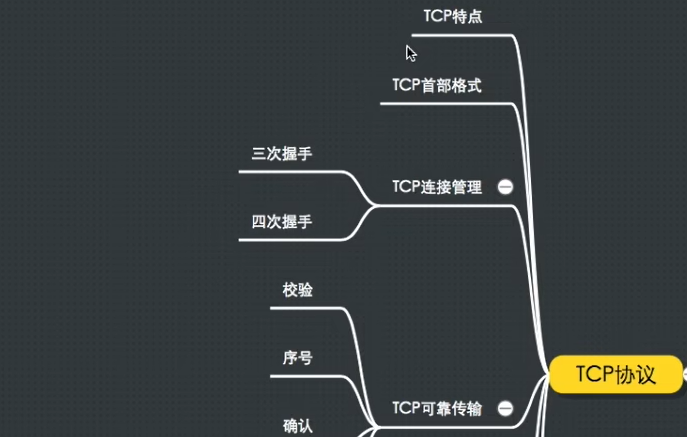 TCP特点
TCP首部格式
三次握手
TCP连接管理
四次握手
校验
序号
TCP协议
TCP可靠传输
确认